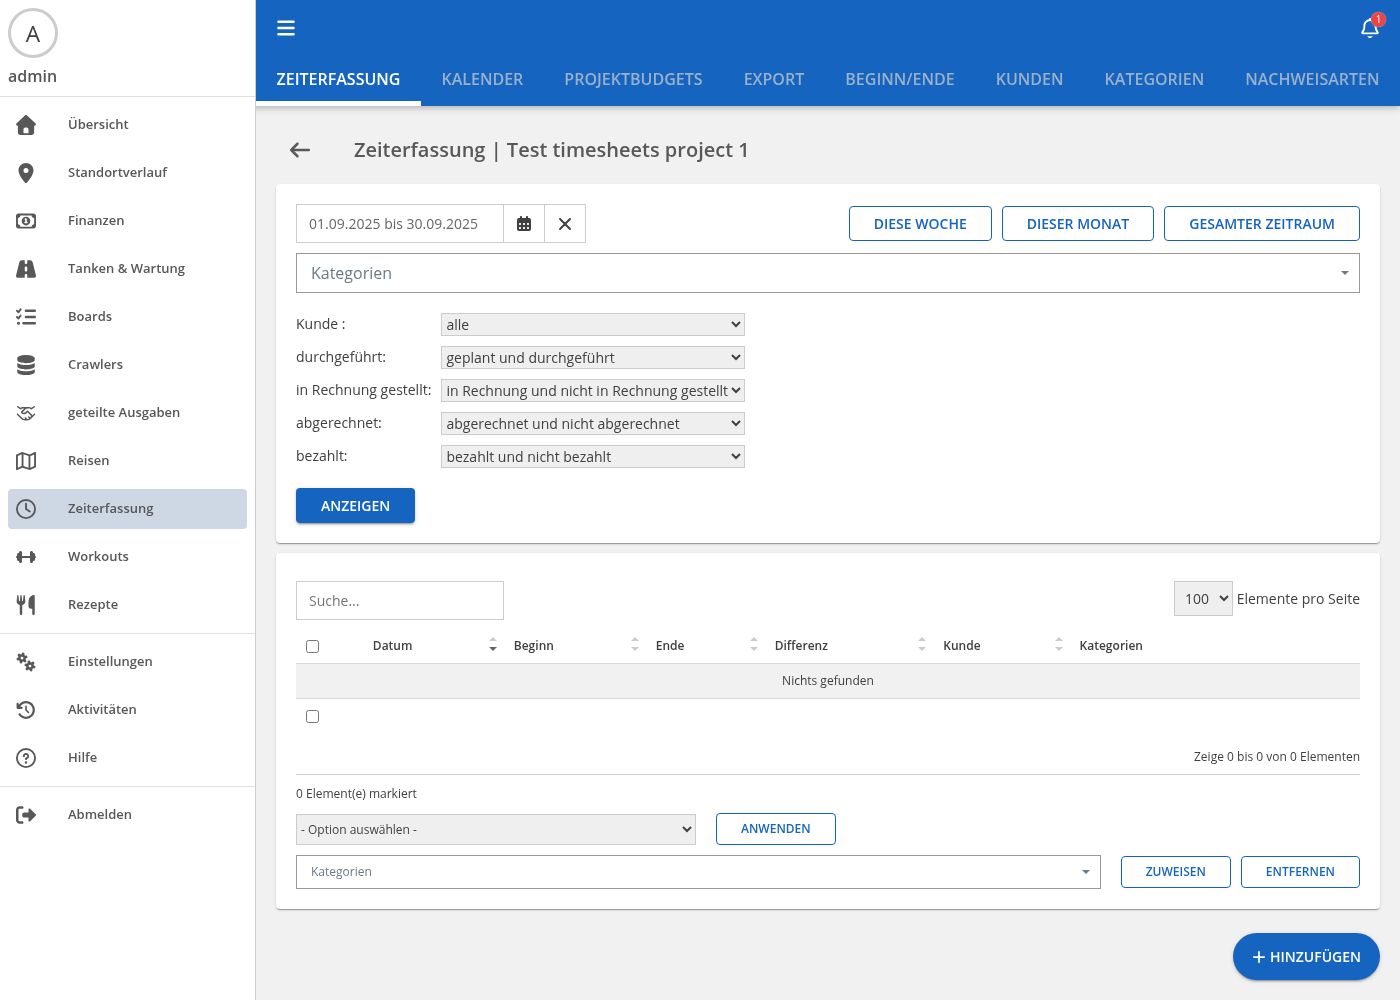 A
admin
Übersicht
Standortverlauf
Finanzen
Tanken & Wartung
Boards
Crawlers
geteilte Ausgaben
Reisen
Zeiterfassung
Workouts
Rezepte
Einstellungen
Aktivitäten
Hilfe
Abmelden
1
ZEITERFASSUNG KALENDER PROJEKTBUDGETS EXPORT BEGINN/ENDE KUNDEN KATEGORIEN NACHWEISARTEN
Zeiterfassung | Test timesheets project 1
01.09.2025 bis 30.09.2025 DIESE WOCHE DIESER MONAT GESAMTER ZEITRAUM
Kategorien
Kunde : alle
durchgeführt: geplant und durchgeführt
in Rechnung gestellt: in Rechnung und nicht in Rechnung gestellt
abgerechnet: abgerechnet und nicht abgerechnet
bezahlt: bezahlt und nicht bezahlt
ANZEIGEN
Suche... 100 Elemente pro Seite
Datum Beginn Ende Differenz Kunde Kategorien
Nichts gefunden
Zeige 0 bis 0 von 0 Elementen
0 Element(e) markiert
- Option auswählen - ANWENDEN
Kategorien ZUWEISEN ENTFERNEN
HINZUFÜGEN